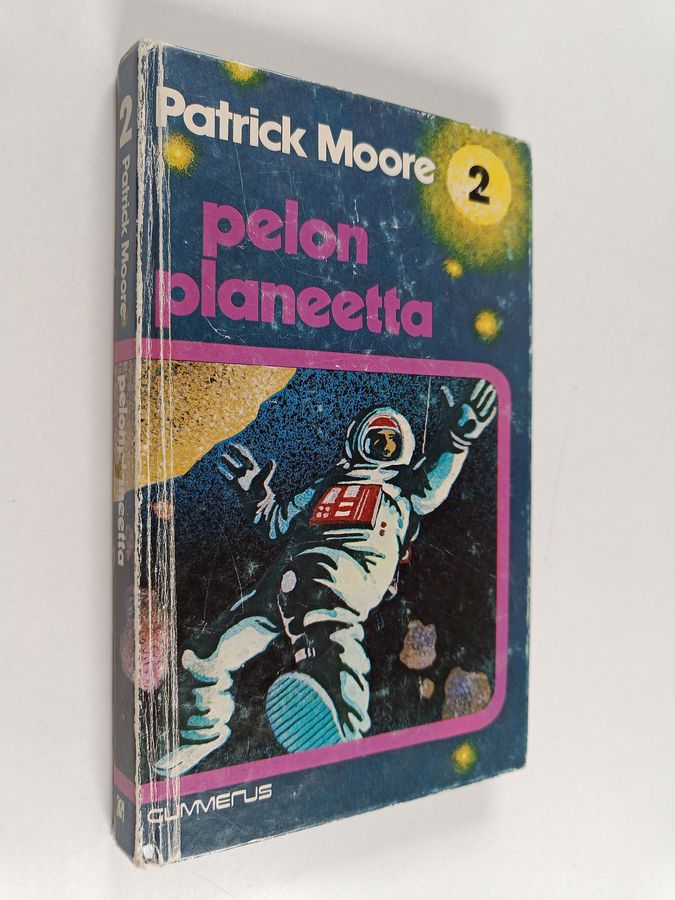 Patrick Moore
2
pelon
planeetta
GUMMERUS
2 Patrick Moore
pelon planeetta